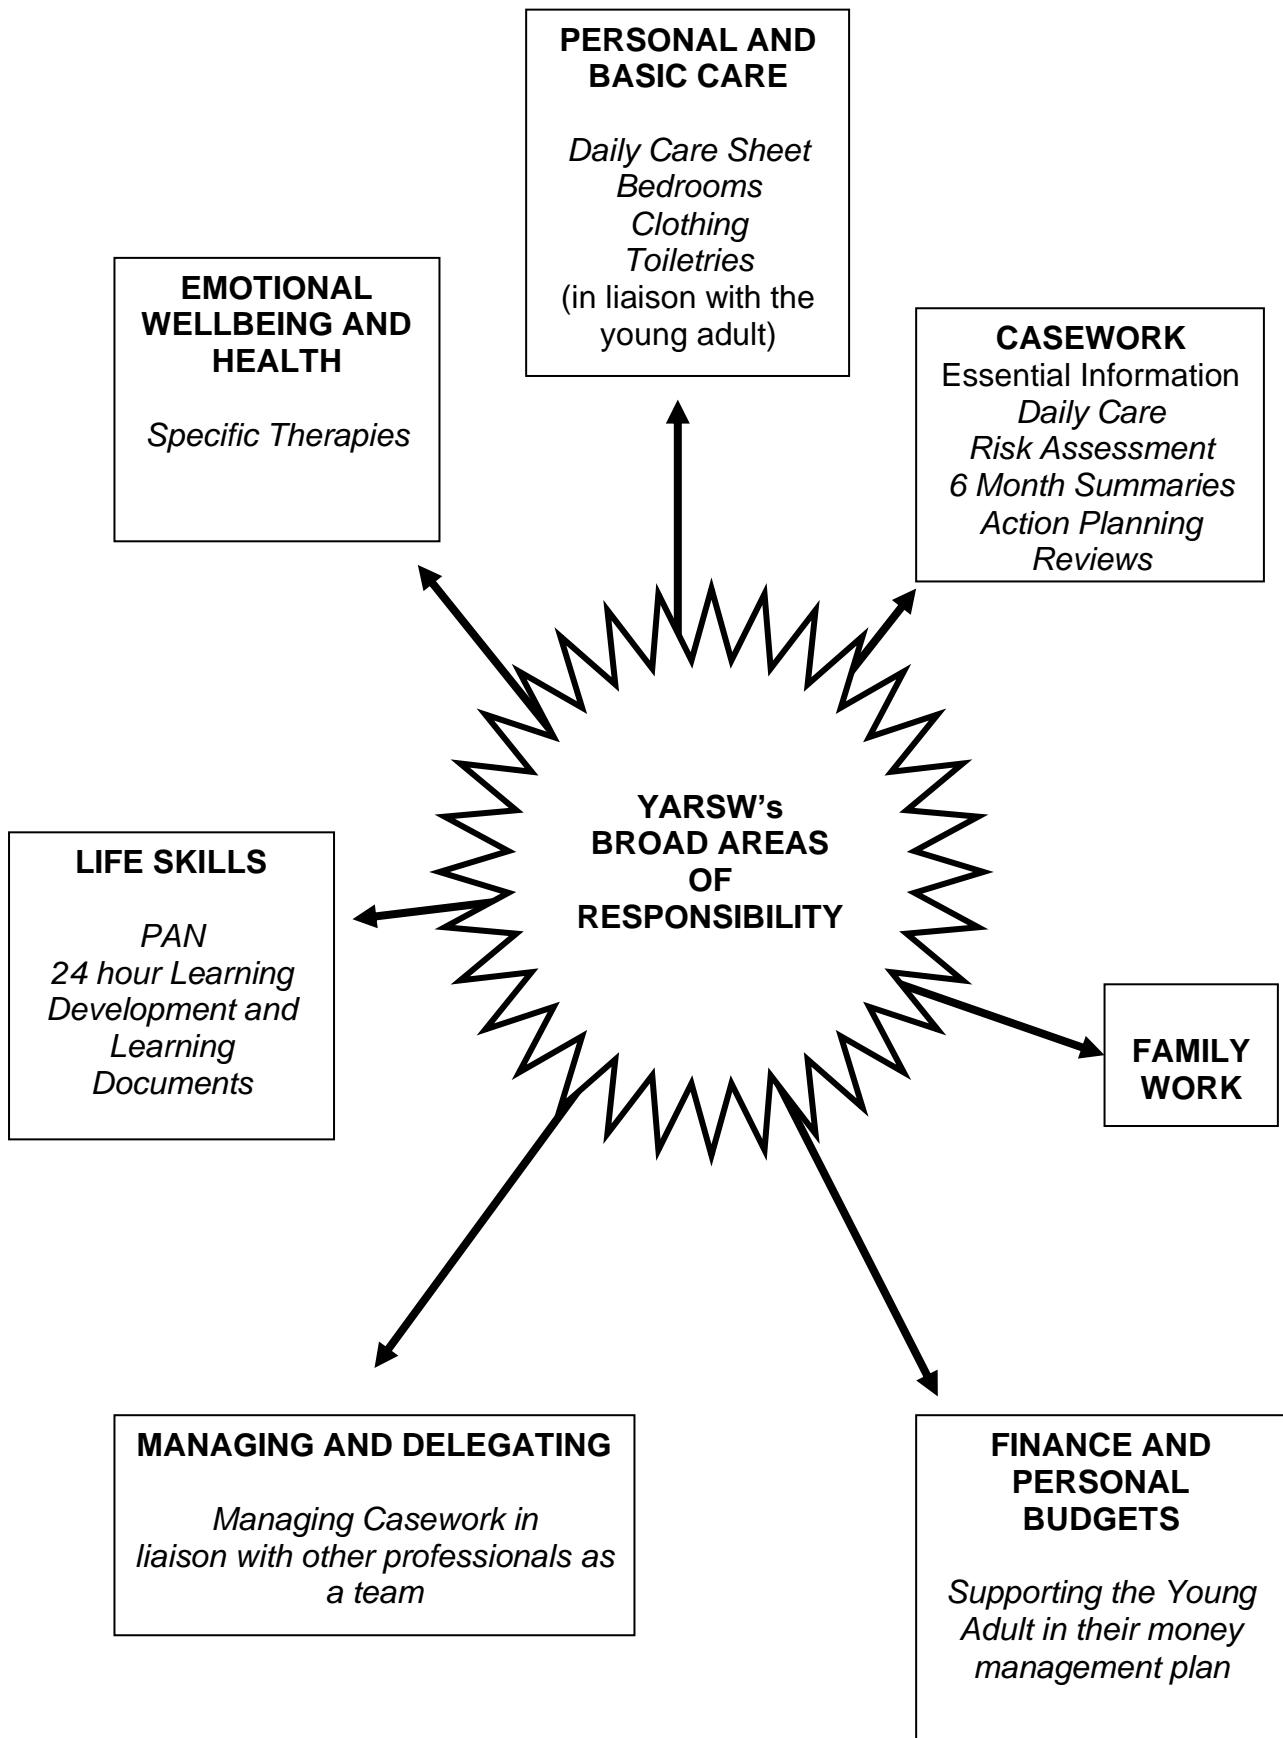 PERSONAL AND
BASIC CARE
Daily Care Sheet
Bedrooms
Clothing
Toiletries
(in liaison with the
young adult)
EMOTIONAL
WELLBEING AND
HEALTH
Specific Therapies
CASEWORK
Essential Information
Daily Care
Risk Assessment
6 Month Summaries
Action Planning
Reviews
YARSW’s
BROAD AREAS
OF
RESPONSIBILITY
LIFE SKILLS
PAN
24 hour Learning
Development and
Learning
Documents
FAMILY
WORK
MANAGING AND DELEGATING
Managing Casework in
liaison with other professionals as
a team
FINANCE AND
PERSONAL
BUDGETS
Supporting the Young
Adult in their money
management plan